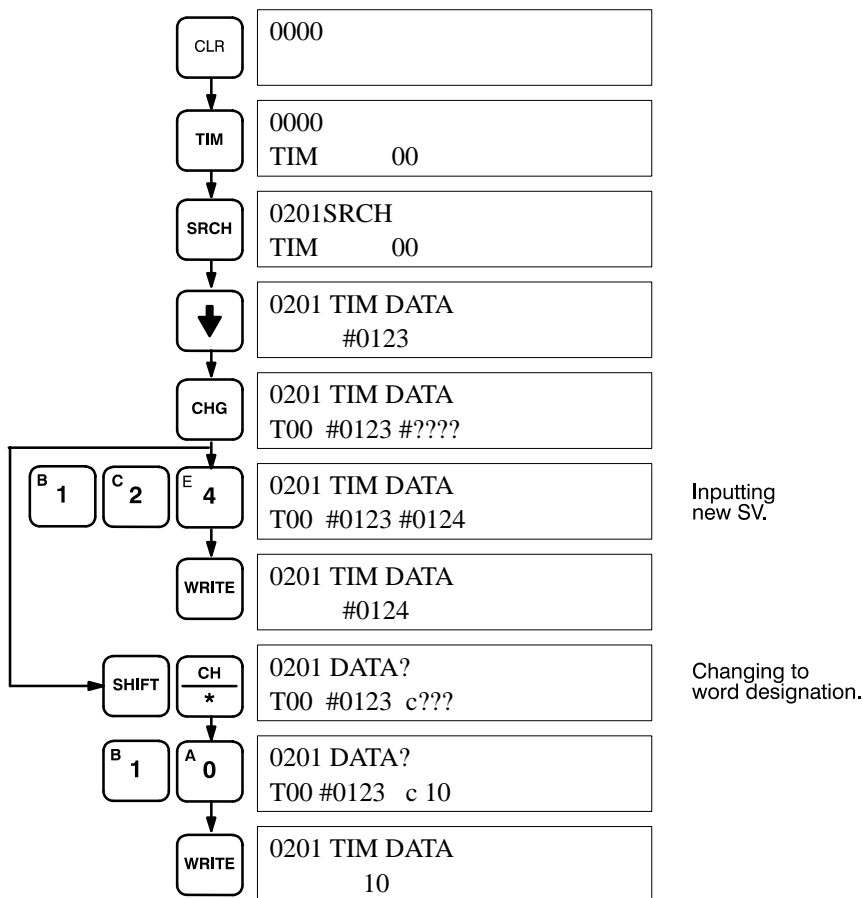 CLR
0000
TIM
0000
TIM 00
SRCH
0201SRCH
TIM 00
0201 TIM DATA
#0123
CHG
0201 TIM DATA
T00 #0123 #????
B 1 C 2 E 4
0201 TIM DATA
T00 #0123 #0124
Inputting
new SV.
WRITE
0201 TIM DATA
#0124
SHIFT CH
*
0201 DATA?
T00 #0123 c???
Changing to
word designation.
B 1 A 0
0201 DATA?
T00 #0123 c 10
WRITE
0201 TIM DATA
10